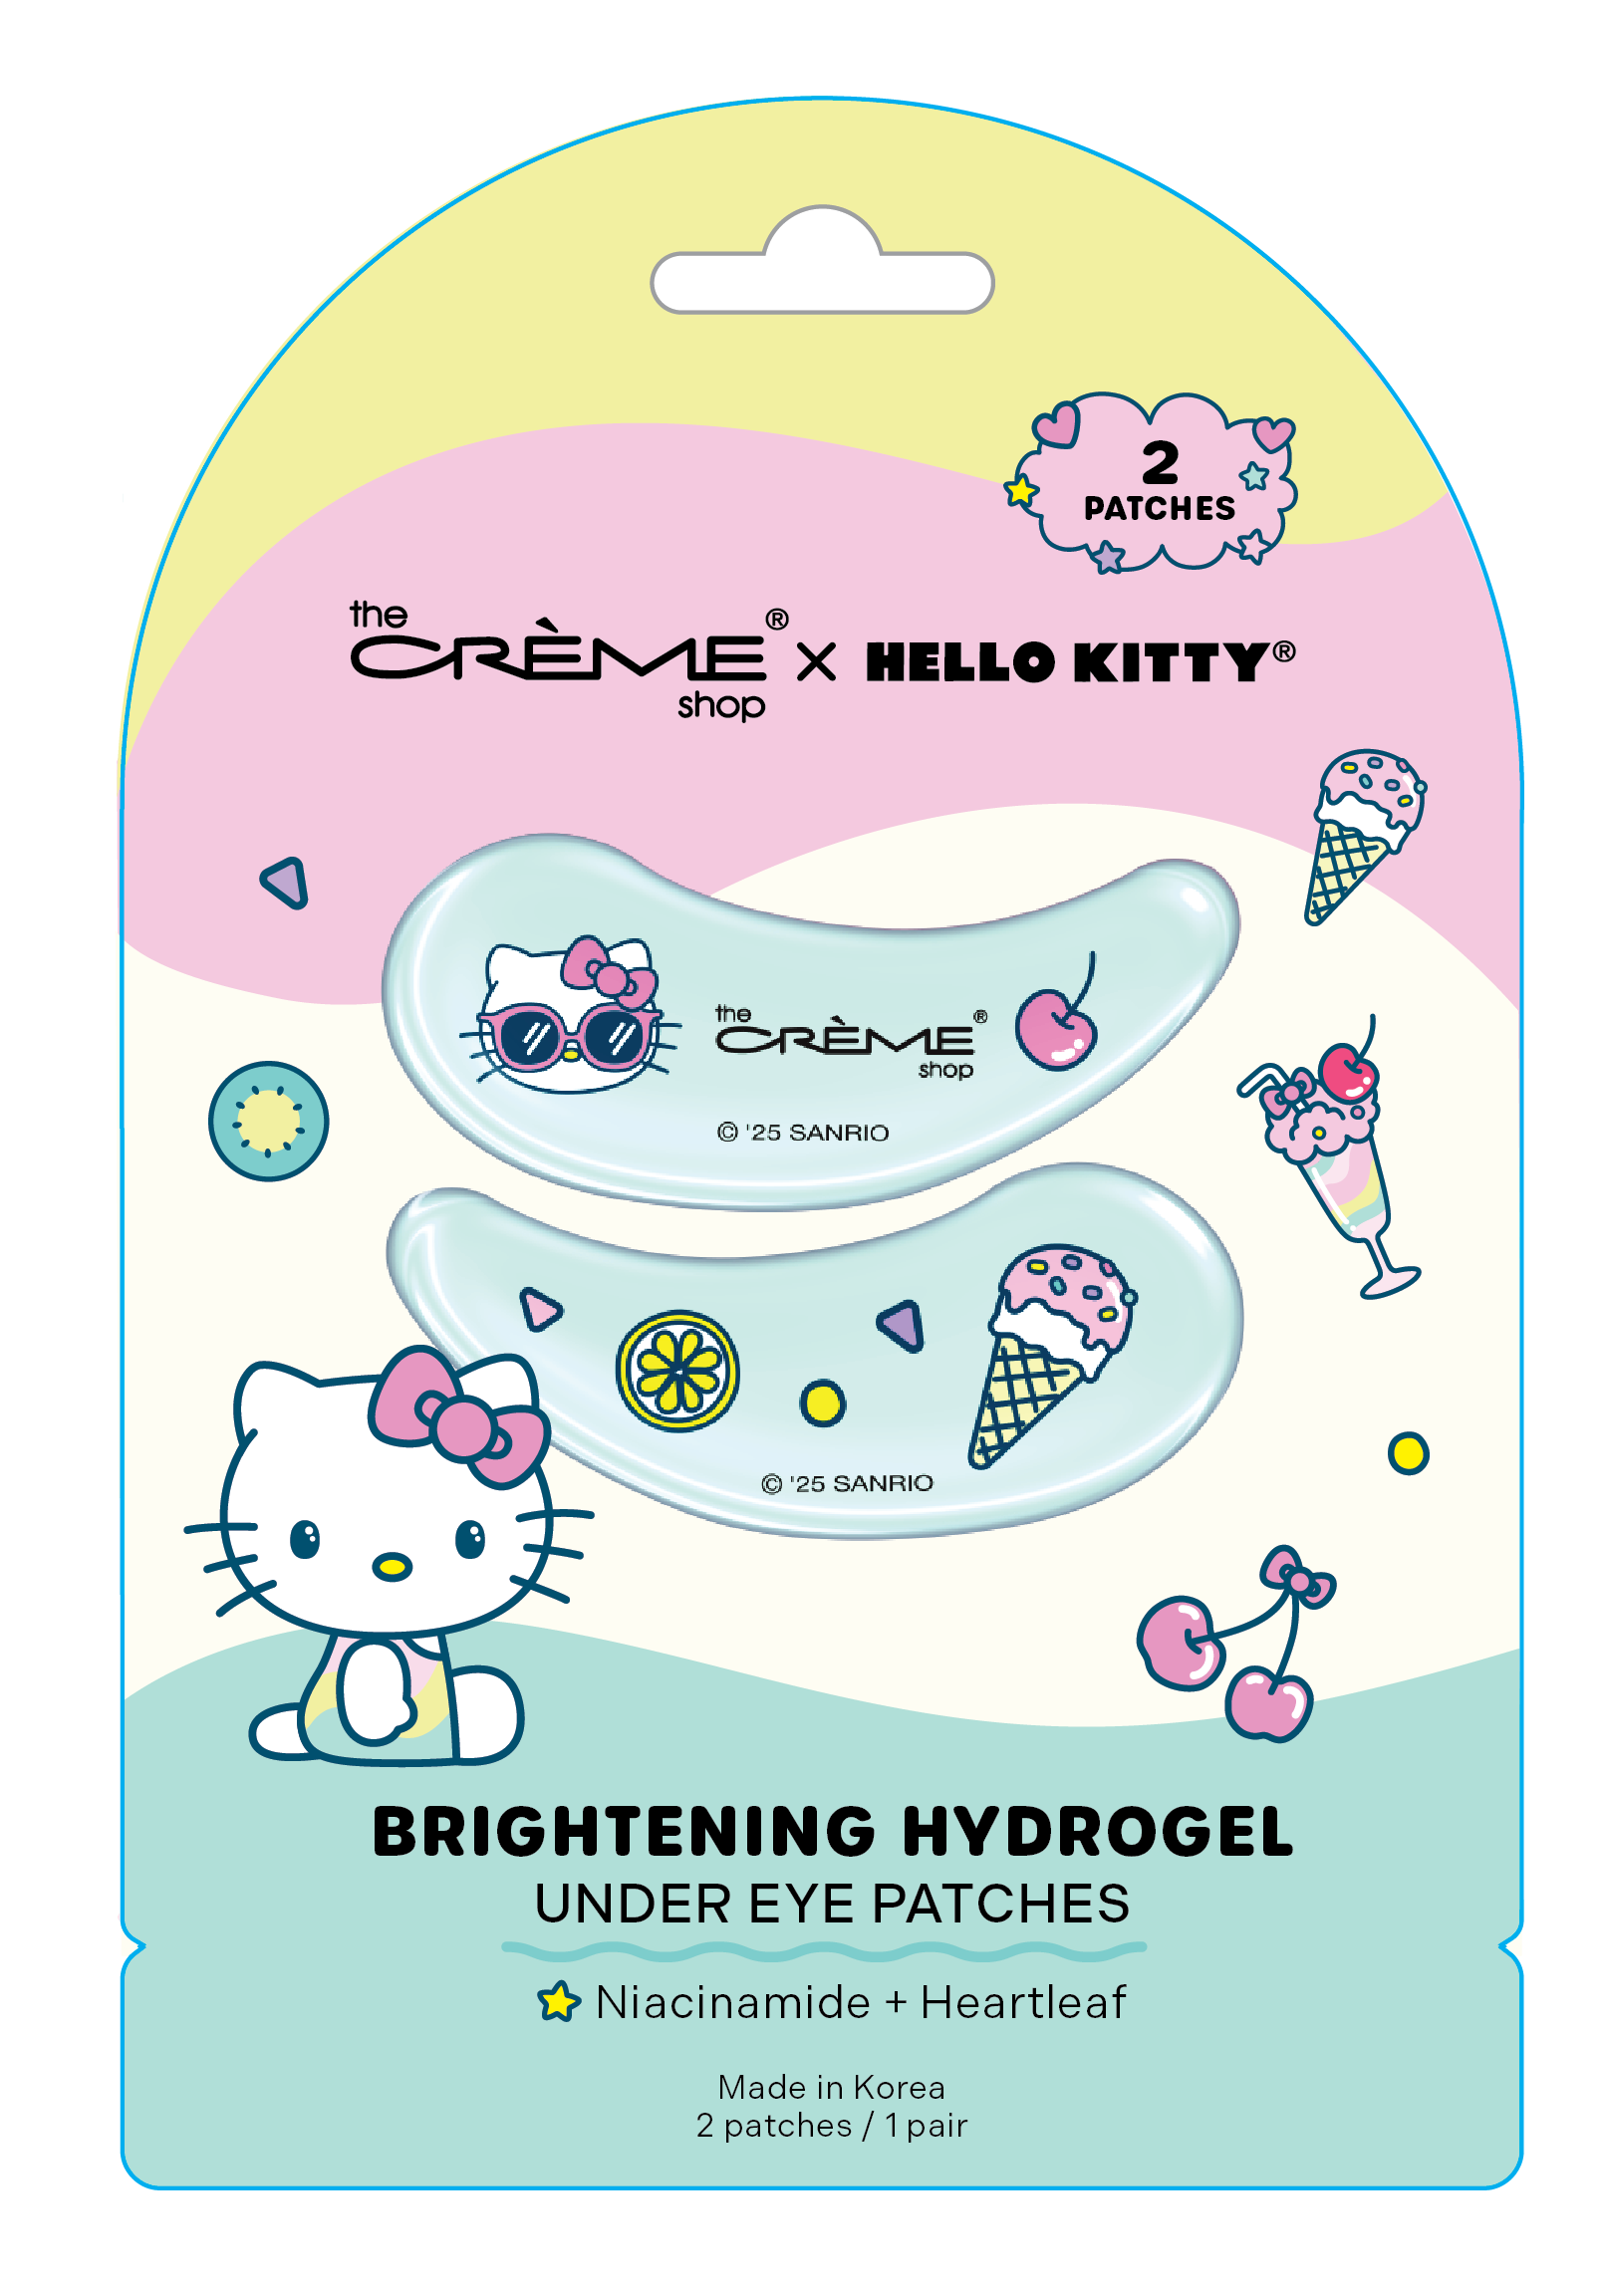 2
PATCHES
the
CRÈME®
shop
X HELLO KITTY®
the
CRÈME®
shop
© '25 SANRIO
© '25 SANRIO
BRIGHTENING HYDROGEL
UNDER EYE PATCHES
Niacinamide + Heartleaf
Made in Korea
2 patches / 1 pair